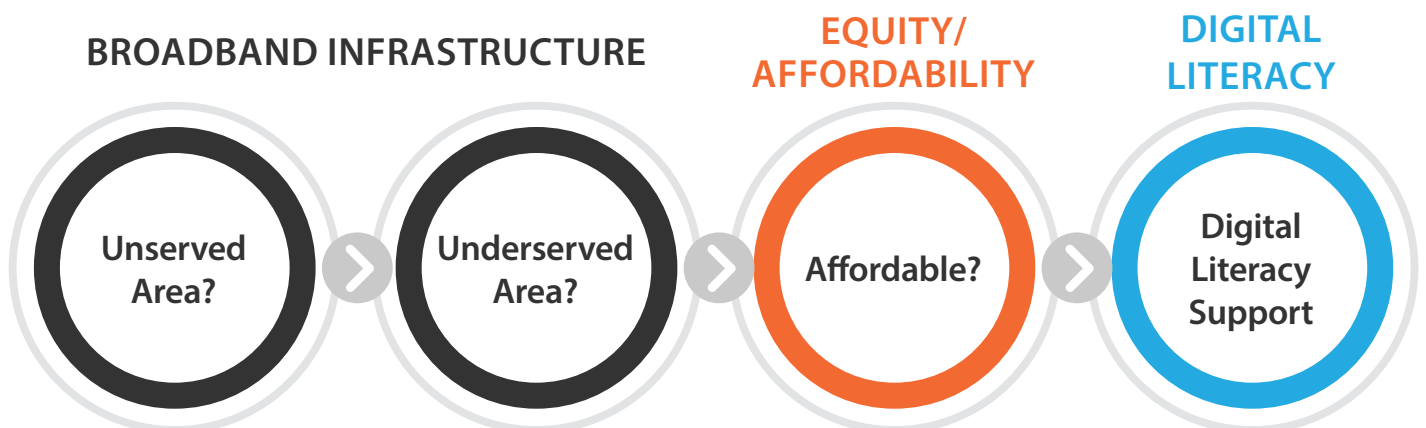 BROADBAND INFRASTRUCTURE
EQUITY/
AFFORDABILITY
DIGITAL
LITERACY
Unserved
Area?
Underserved
Area?
Affordable?
Digital
Literacy
Support